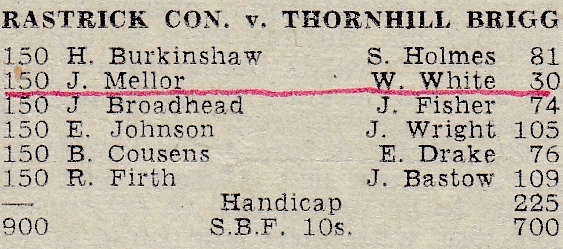 RASTRICK CON. v. THORNHILL BRIGG
150 H. Burkinshaw S. Holmes 81
150 J. Mellor W. White 30
150 J Broadhead J. Fisher 74
150 E. Johnson J. Wright 105
150 B. Cousens E. Drake 76
150 R. Firth J. Bastow 109
— Handicap 225
900 S.B.F. 10s. 700